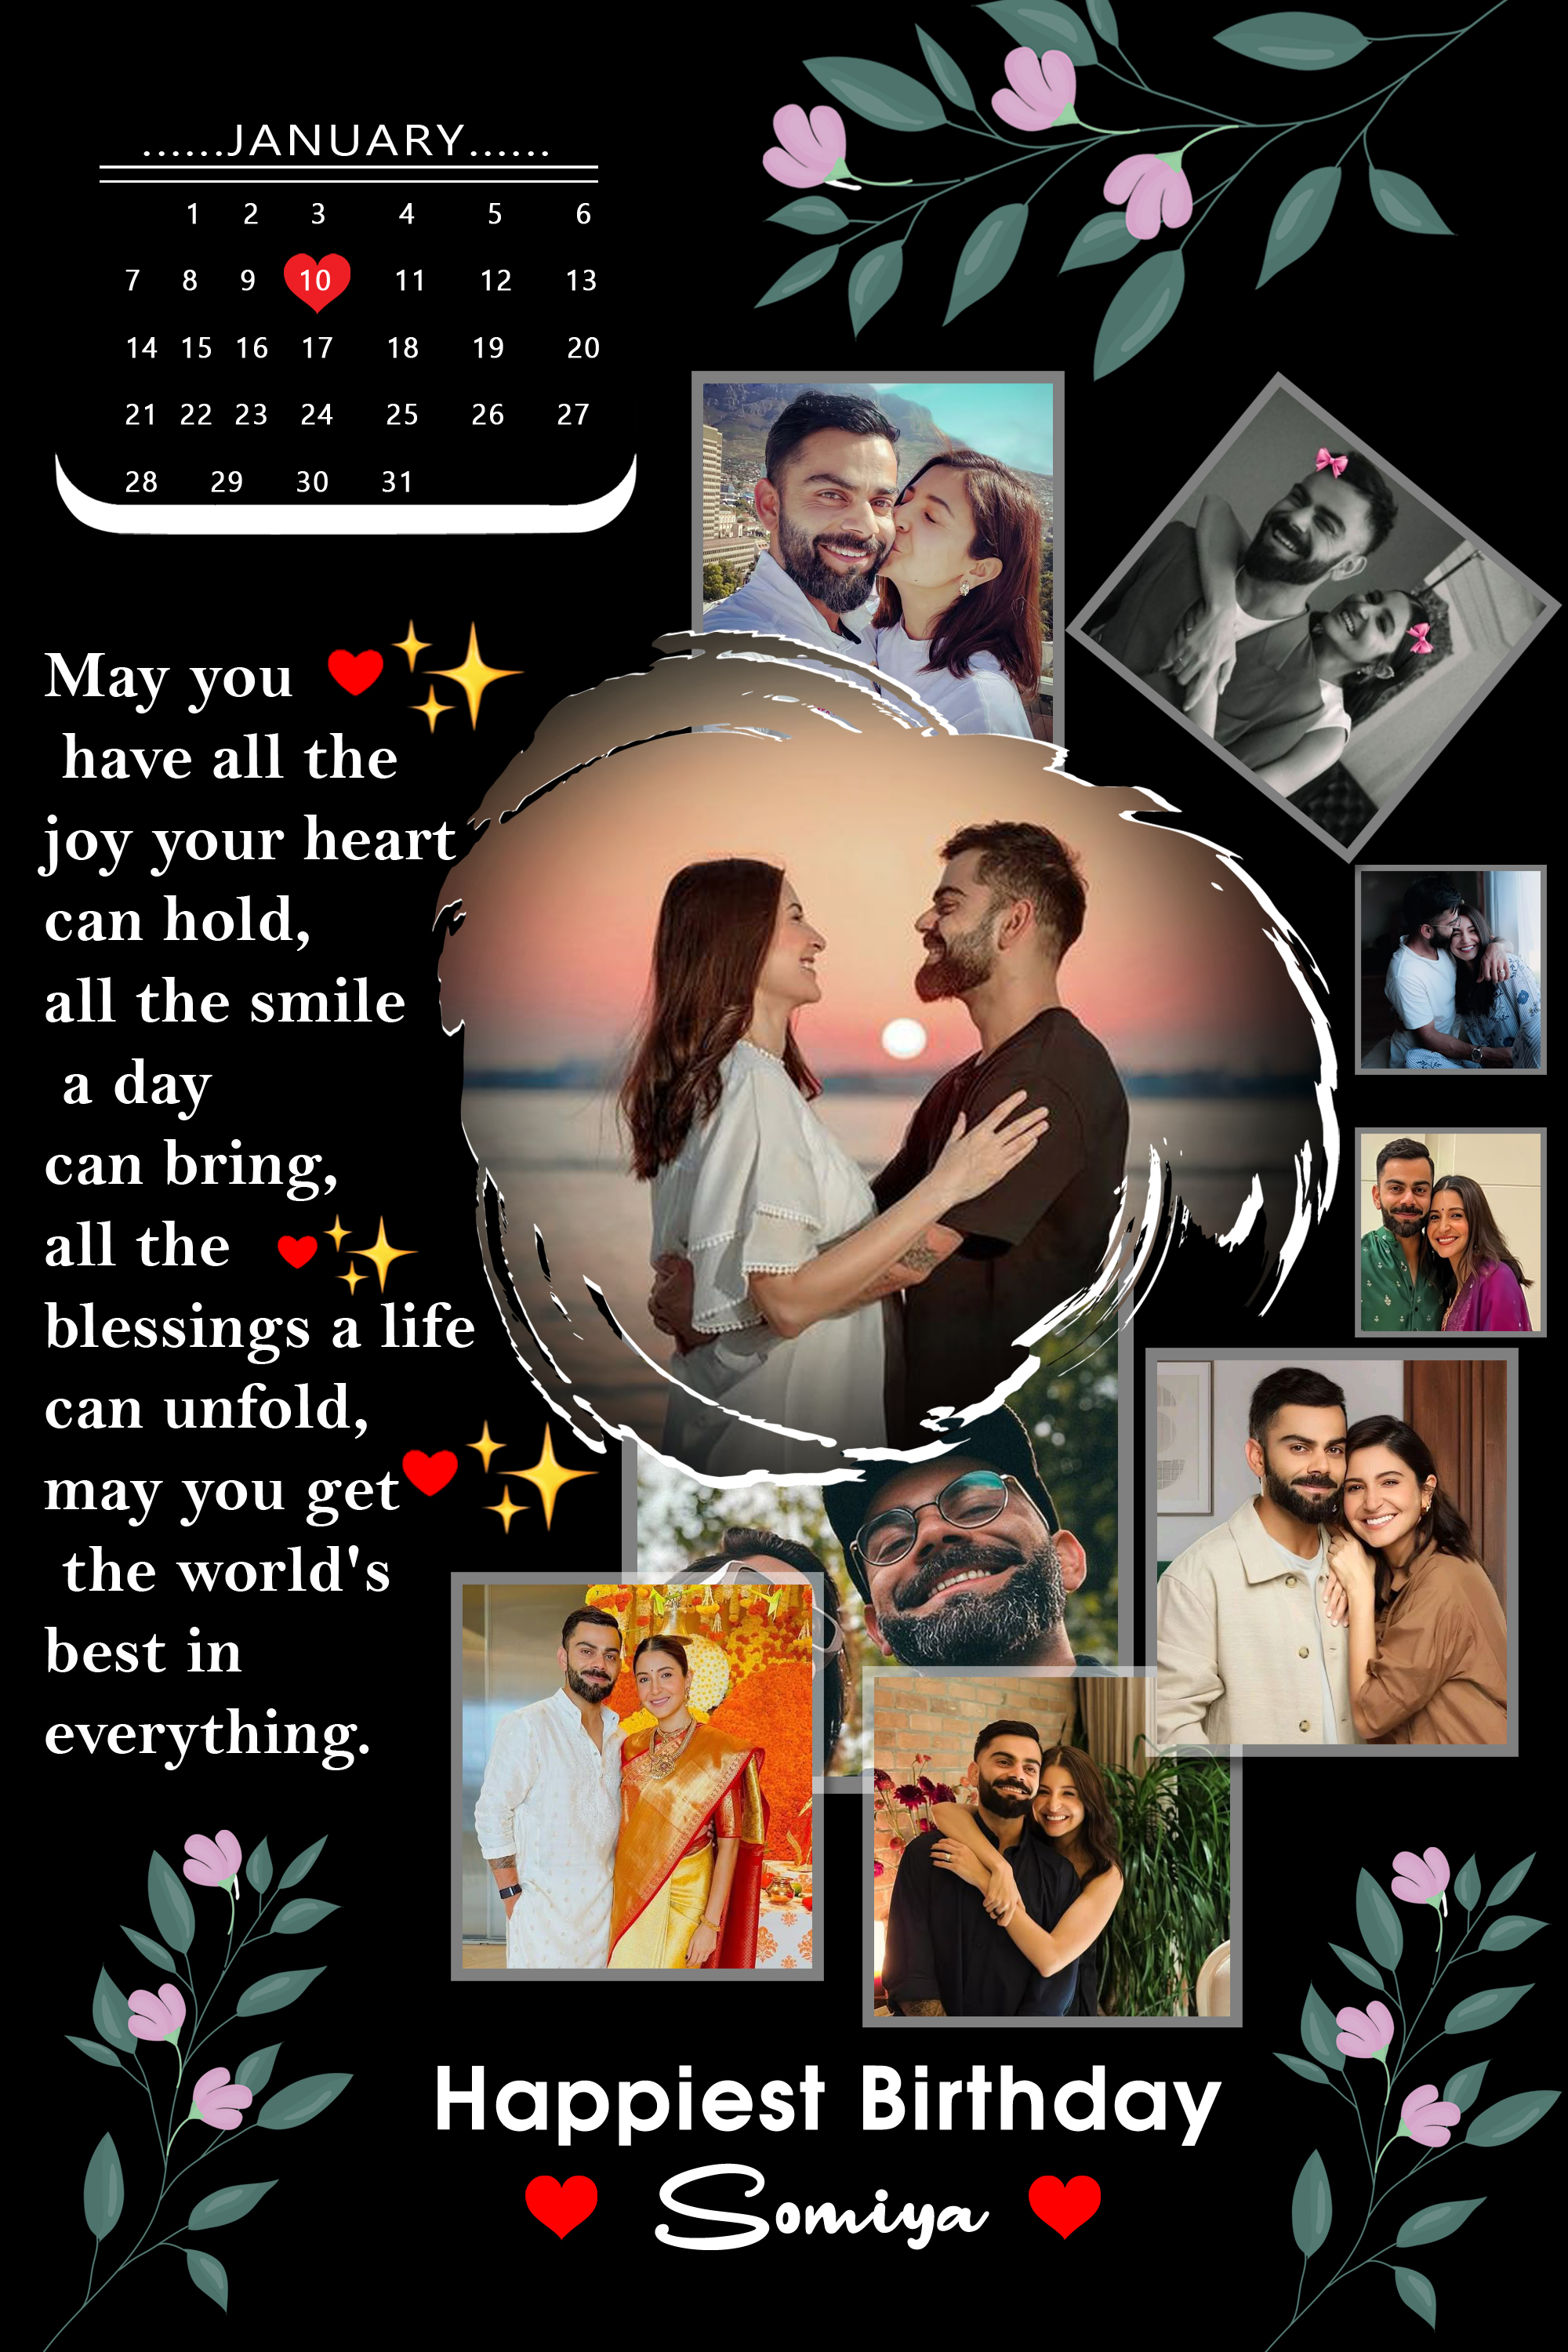 ......JANUARY......
1 2 3 4 5 6
7 8 9 10 11 12 13
14 15 16 17 18 19 20
21 22 23 24 25 26 27
28 29 30 31
May you
have all the
joy your heart
can hold,
all the smile
a day
can bring,
all the
blessings a life
can unfold,
may you get
the world's
best in
everything.
Happiest Birthday
Somiya